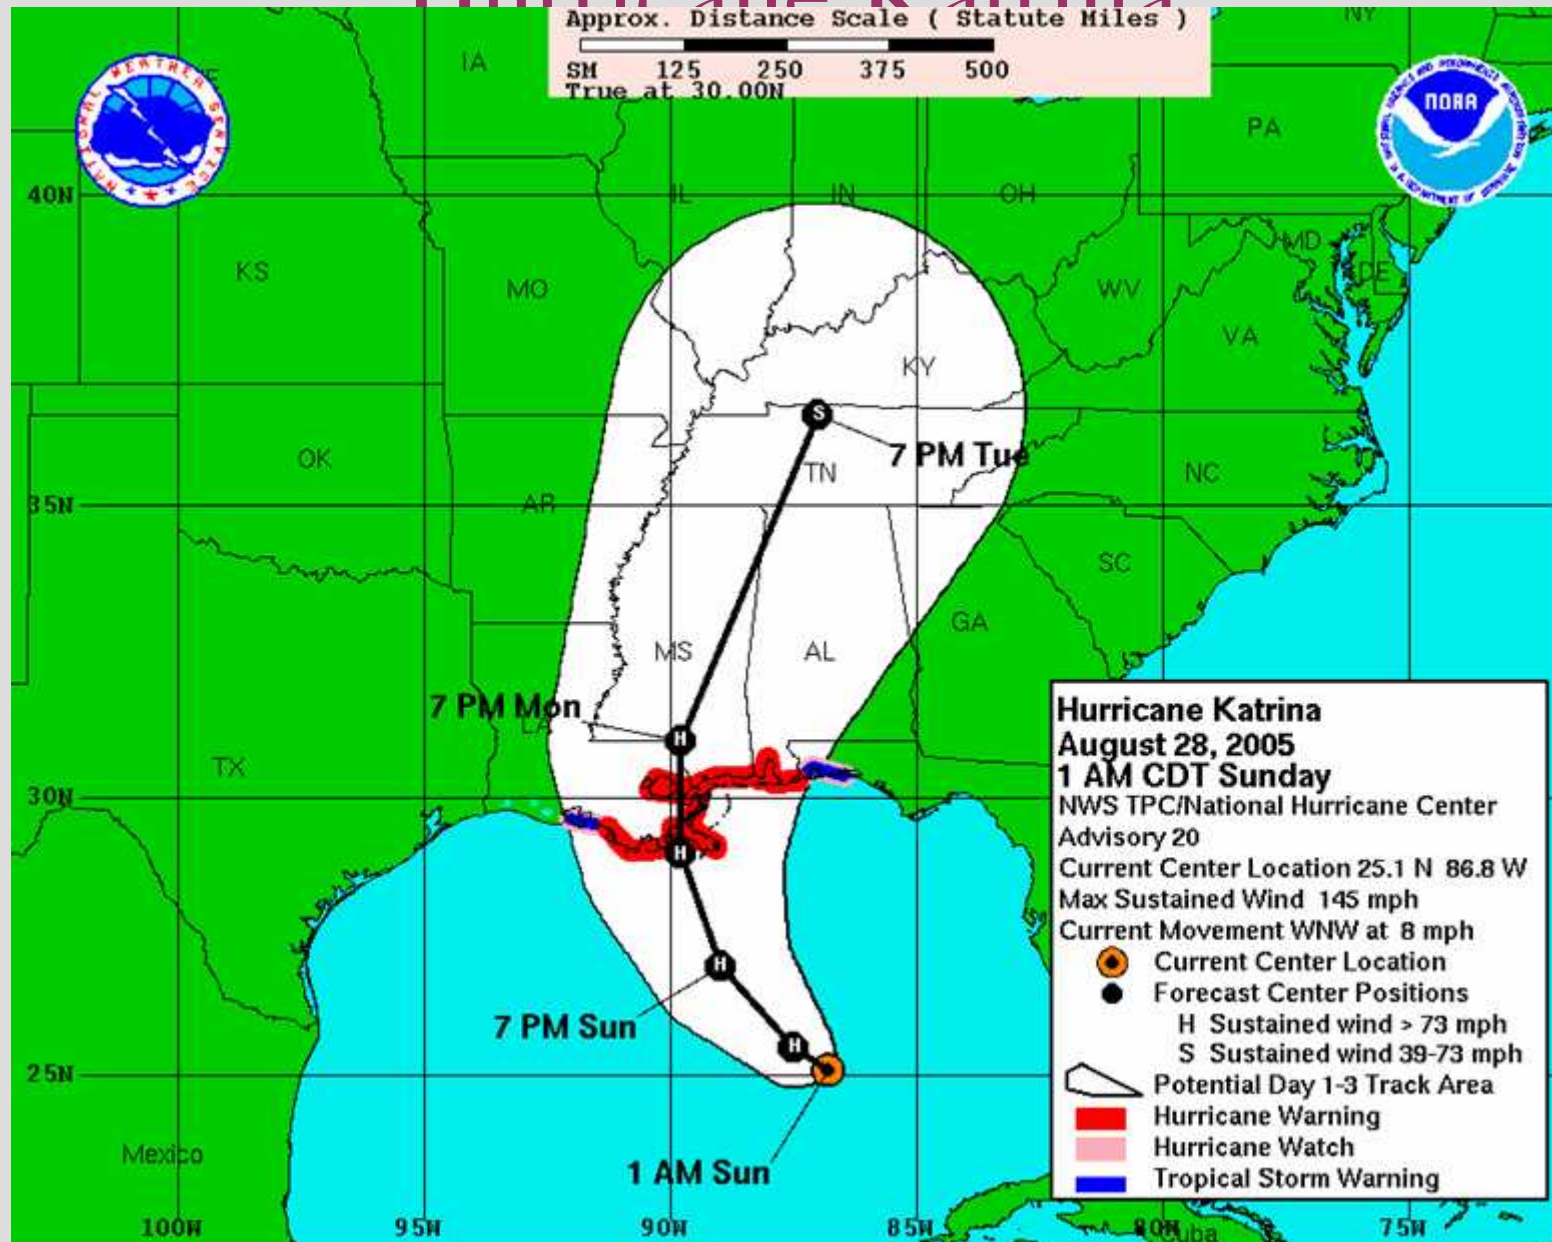 Hurricane Katrina
Approx. Distance Scale ( Statute Miles )
SM 125 250 375 500
True at 30.00N
NATIONAL WEATHER SERVICE
NOAA
NY
IA
PA
40N
IL
IN
OH
MD
DE
KS
MO
WV
VA
KY
7 PM Tue
S
OK
TN
NC
35N
AR
SC
GA
MS
AL
7 PM Mon
LA
H
TX
30N
H
H
7 PM Sun
H
25N
1 AM Sun
Mexico
Cuba
100W
95W
90W
85W
80W
75W
Hurricane Katrina
August 28, 2005
1 AM CDT Sunday
NWS TPC/National Hurricane Center
Advisory 20
Current Center Location 25.1 N 86.8 W
Max Sustained Wind 145 mph
Current Movement WNW at 8 mph
Current Center Location
Forecast Center Positions
H Sustained wind > 73 mph
S Sustained wind 39-73 mph
Potential Day 1-3 Track Area
Hurricane Warning
Hurricane Watch
Tropical Storm Warning